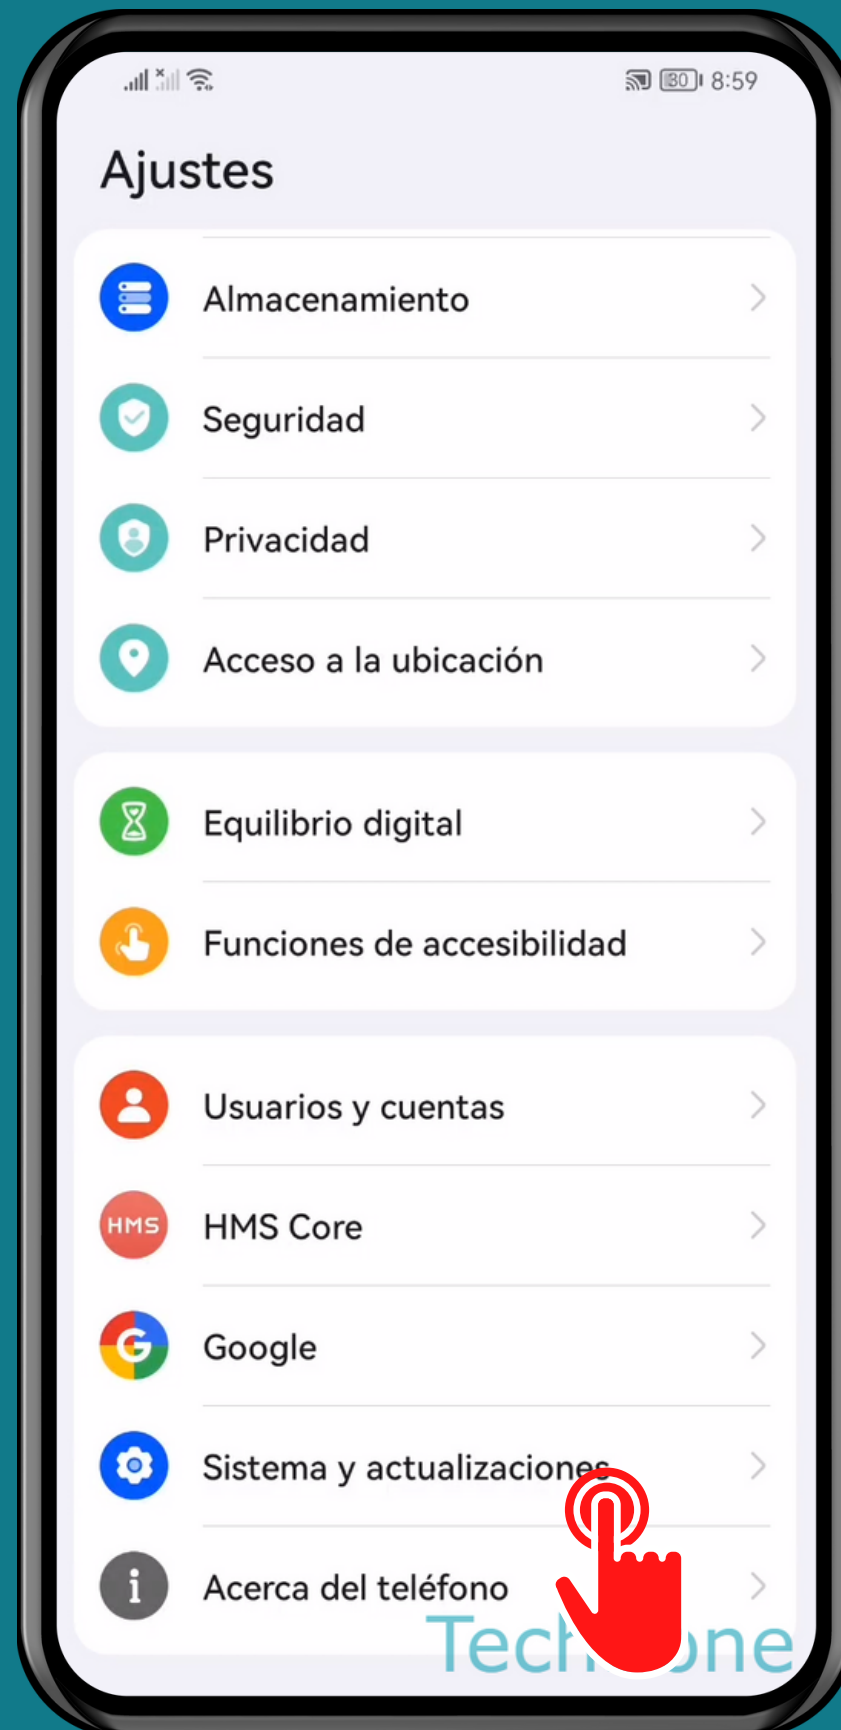 30 8:59
Ajustes
Almacenamiento
Seguridad
Privacidad
Acceso a la ubicación
Equilibrio digital
Funciones de accesibilidad
Usuarios y cuentas
HMS HMS Core
G Google
Sistema y actualizaciones
i Acerca del teléfono